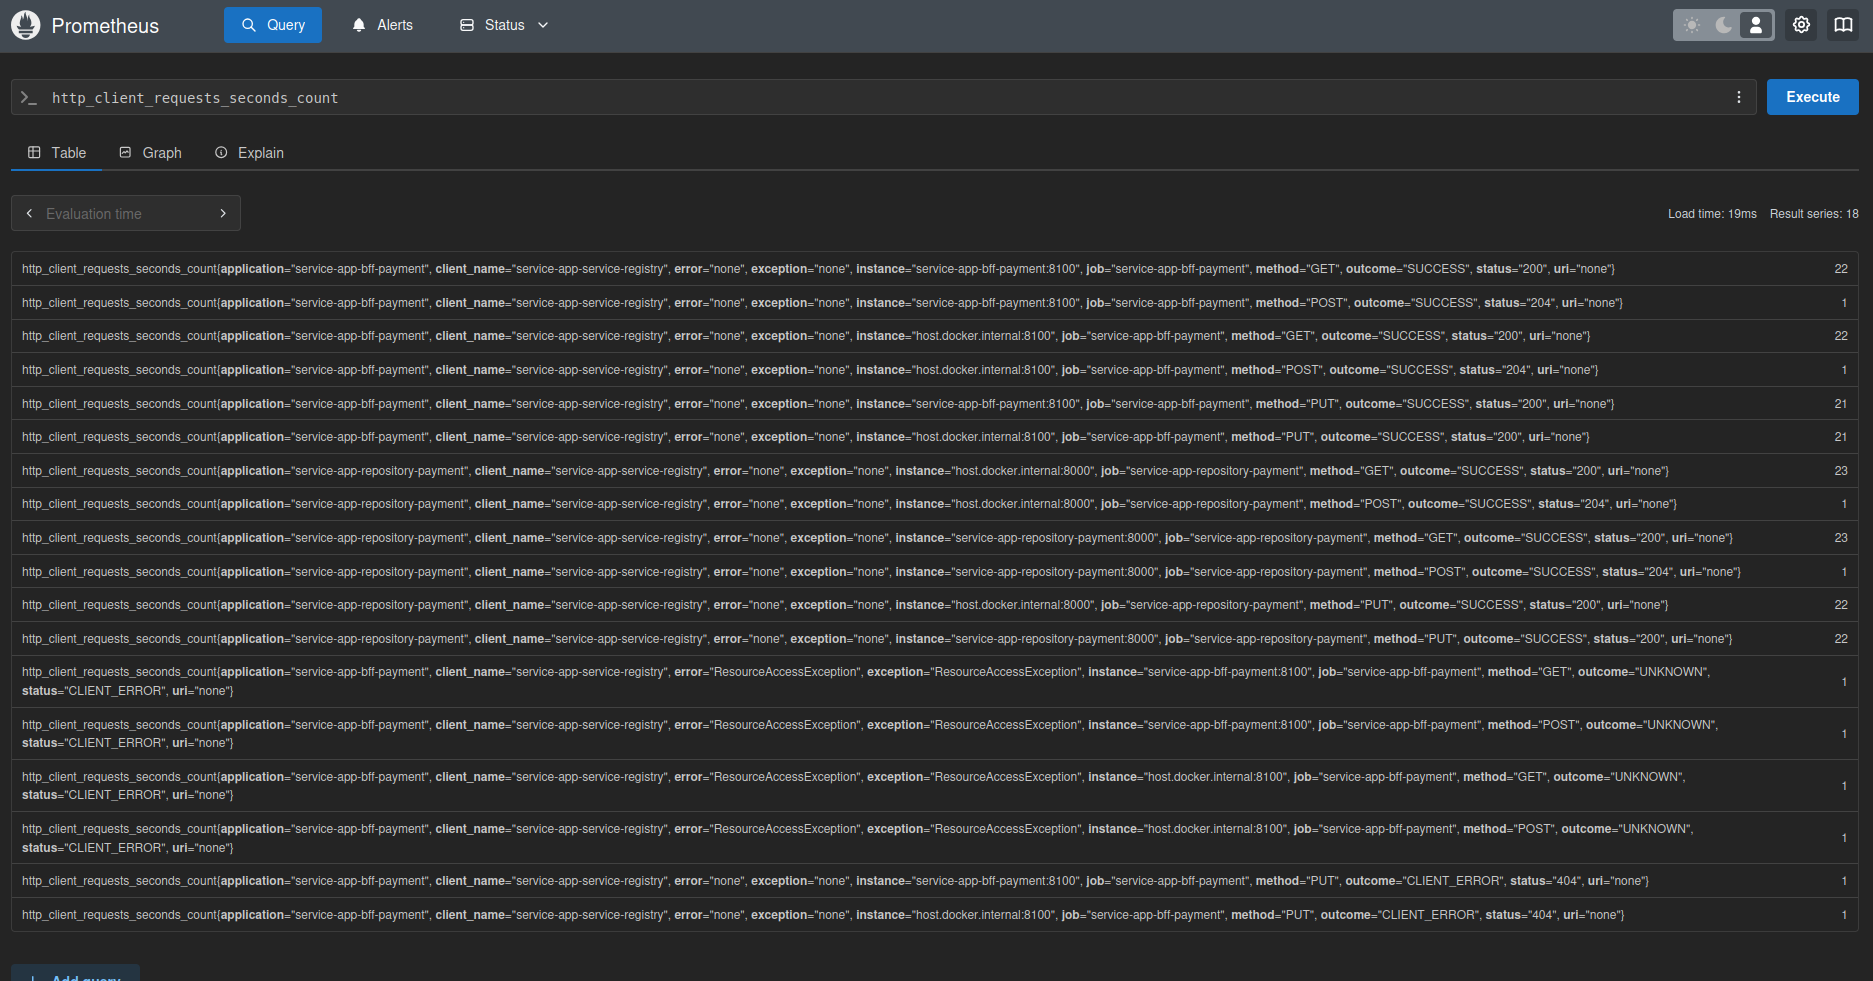 Prometheus
Query
Alerts
Status
http_client_requests_seconds_count
Execute
Table
Graph
Explain
Evaluation time
Load time: 19ms Result series: 18
http_client_requests_seconds_count{application="service-app-bff-payment", client_name="service-app-service-registry", error="none", exception="none", instance="service-app-bff-payment:8100", job="service-app-bff-payment", method="GET", outcome="SUCCESS", status="200", uri="none"} 22
http_client_requests_seconds_count{application="service-app-bff-payment", client_name="service-app-service-registry", error="none", exception="none", instance="service-app-bff-payment:8100", job="service-app-bff-payment", method="POST", outcome="SUCCESS", status="204", uri="none"} 1
http_client_requests_seconds_count{application="service-app-bff-payment", client_name="service-app-service-registry", error="none", exception="none", instance="host.docker.internal:8100", job="service-app-bff-payment", method="GET", outcome="SUCCESS", status="200", uri="none"} 22
http_client_requests_seconds_count{application="service-app-bff-payment", client_name="service-app-service-registry", error="none", exception="none", instance="host.docker.internal:8100", job="service-app-bff-payment", method="POST", outcome="SUCCESS", status="204", uri="none"} 1
http_client_requests_seconds_count{application="service-app-bff-payment", client_name="service-app-service-registry", error="none", exception="none", instance="service-app-bff-payment:8100", job="service-app-bff-payment", method="PUT", outcome="SUCCESS", status="200", uri="none"} 21
http_client_requests_seconds_count{application="service-app-bff-payment", client_name="service-app-service-registry", error="none", exception="none", instance="host.docker.internal:8100", job="service-app-bff-payment", method="PUT", outcome="SUCCESS", status="200", uri="none"} 21
http_client_requests_seconds_count{application="service-app-repository-payment", client_name="service-app-service-registry", error="none", exception="none", instance="host.docker.internal:8000", job="service-app-repository-payment", method="GET", outcome="SUCCESS", status="200", uri="none"} 23
http_client_requests_seconds_count{application="service-app-repository-payment", client_name="service-app-service-registry", error="none", exception="none", instance="host.docker.internal:8000", job="service-app-repository-payment", method="POST", outcome="SUCCESS", status="204", uri="none"} 1
http_client_requests_seconds_count{application="service-app-repository-payment", client_name="service-app-service-registry", error="none", exception="none", instance="service-app-repository-payment:8000", job="service-app-repository-payment", method="GET", outcome="SUCCESS", status="200", uri="none"} 23
http_client_requests_seconds_count{application="service-app-repository-payment", client_name="service-app-service-registry", error="none", exception="none", instance="service-app-repository-payment:8000", job="service-app-repository-payment", method="POST", outcome="SUCCESS", status="204", uri="none"} 1
http_client_requests_seconds_count{application="service-app-repository-payment", client_name="service-app-service-registry", error="none", exception="none", instance="host.docker.internal:8000", job="service-app-repository-payment", method="PUT", outcome="SUCCESS", status="200", uri="none"} 22
http_client_requests_seconds_count{application="service-app-repository-payment", client_name="service-app-service-registry", error="none", exception="none", instance="service-app-repository-payment:8000", job="service-app-repository-payment", method="PUT", outcome="SUCCESS", status="200", uri="none"} 22
http_client_requests_seconds_count{application="service-app-bff-payment", client_name="service-app-service-registry", error="ResourceAccessException", exception="ResourceAccessException", instance="service-app-bff-payment:8100", job="service-app-bff-payment", method="GET", outcome="UNKNOWN",
status="CLIENT_ERROR", uri="none"} 1
http_client_requests_seconds_count{application="service-app-bff-payment", client_name="service-app-service-registry", error="ResourceAccessException", exception="ResourceAccessException", instance="service-app-bff-payment:8100", job="service-app-bff-payment", method="POST", outcome="UNKNOWN",
status="CLIENT_ERROR", uri="none"} 1
http_client_requests_seconds_count{application="service-app-bff-payment", client_name="service-app-service-registry", error="ResourceAccessException", exception="ResourceAccessException", instance="host.docker.internal:8100", job="service-app-bff-payment", method="GET", outcome="UNKNOWN",
status="CLIENT_ERROR", uri="none"} 1
http_client_requests_seconds_count{application="service-app-bff-payment", client_name="service-app-service-registry", error="ResourceAccessException", exception="ResourceAccessException", instance="host.docker.internal:8100", job="service-app-bff-payment", method="POST", outcome="UNKNOWN",
status="CLIENT_ERROR", uri="none"} 1
http_client_requests_seconds_count{application="service-app-bff-payment", client_name="service-app-service-registry", error="none", exception="none", instance="service-app-bff-payment:8100", job="service-app-bff-payment", method="PUT", outcome="CLIENT_ERROR", status="404", uri="none"} 1
http_client_requests_seconds_count{application="service-app-bff-payment", client_name="service-app-service-registry", error="none", exception="none", instance="host.docker.internal:8100", job="service-app-bff-payment", method="PUT", outcome="CLIENT_ERROR", status="404", uri="none"} 1
Add query